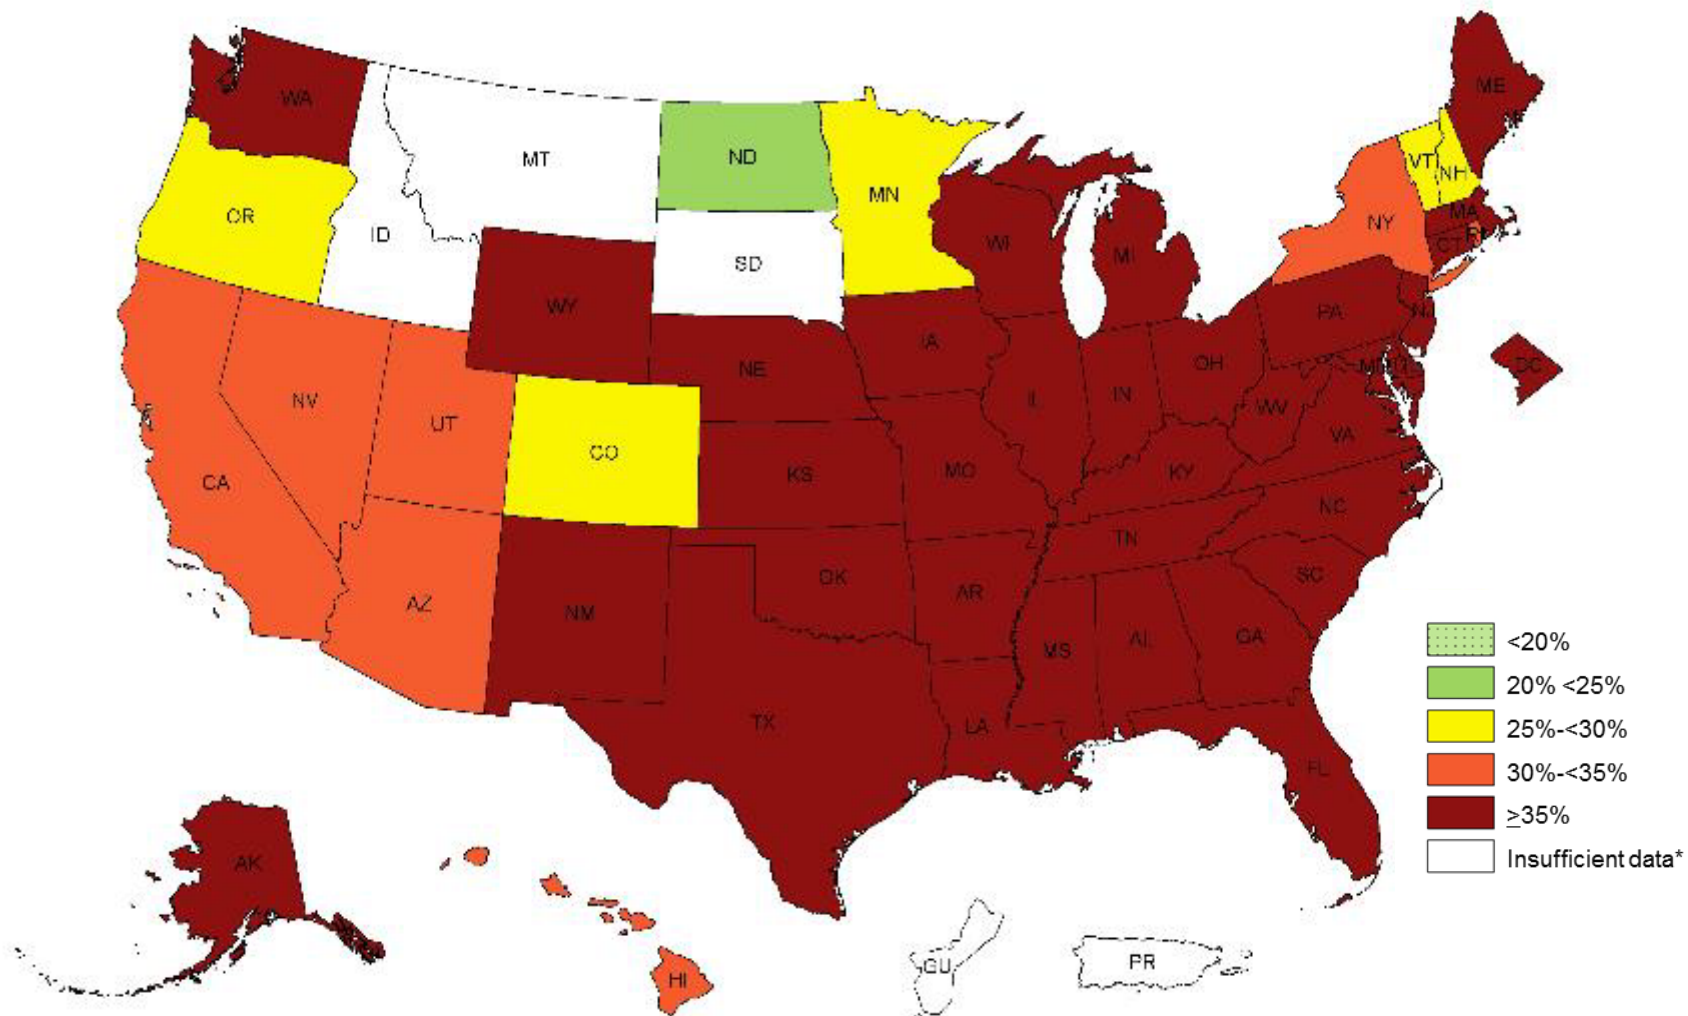 WA
ME
MT
ND
VT
NH
MN
OR
ID
SD
WI
MI
NY
MA
CT
RI
WY
PA
NJ
NE
IA
OH
DC
NV
UT
CO
IL
IN
WV
VA
CA
KS
MO
KY
NC
TN
AZ
NM
OK
AR
SC
MS
AL
GA
TX
LA
FL
<20%
20% <25%
25%-<30%
30%-<35%
≥35%
Insufficient data*
AK
HI
GU
PR